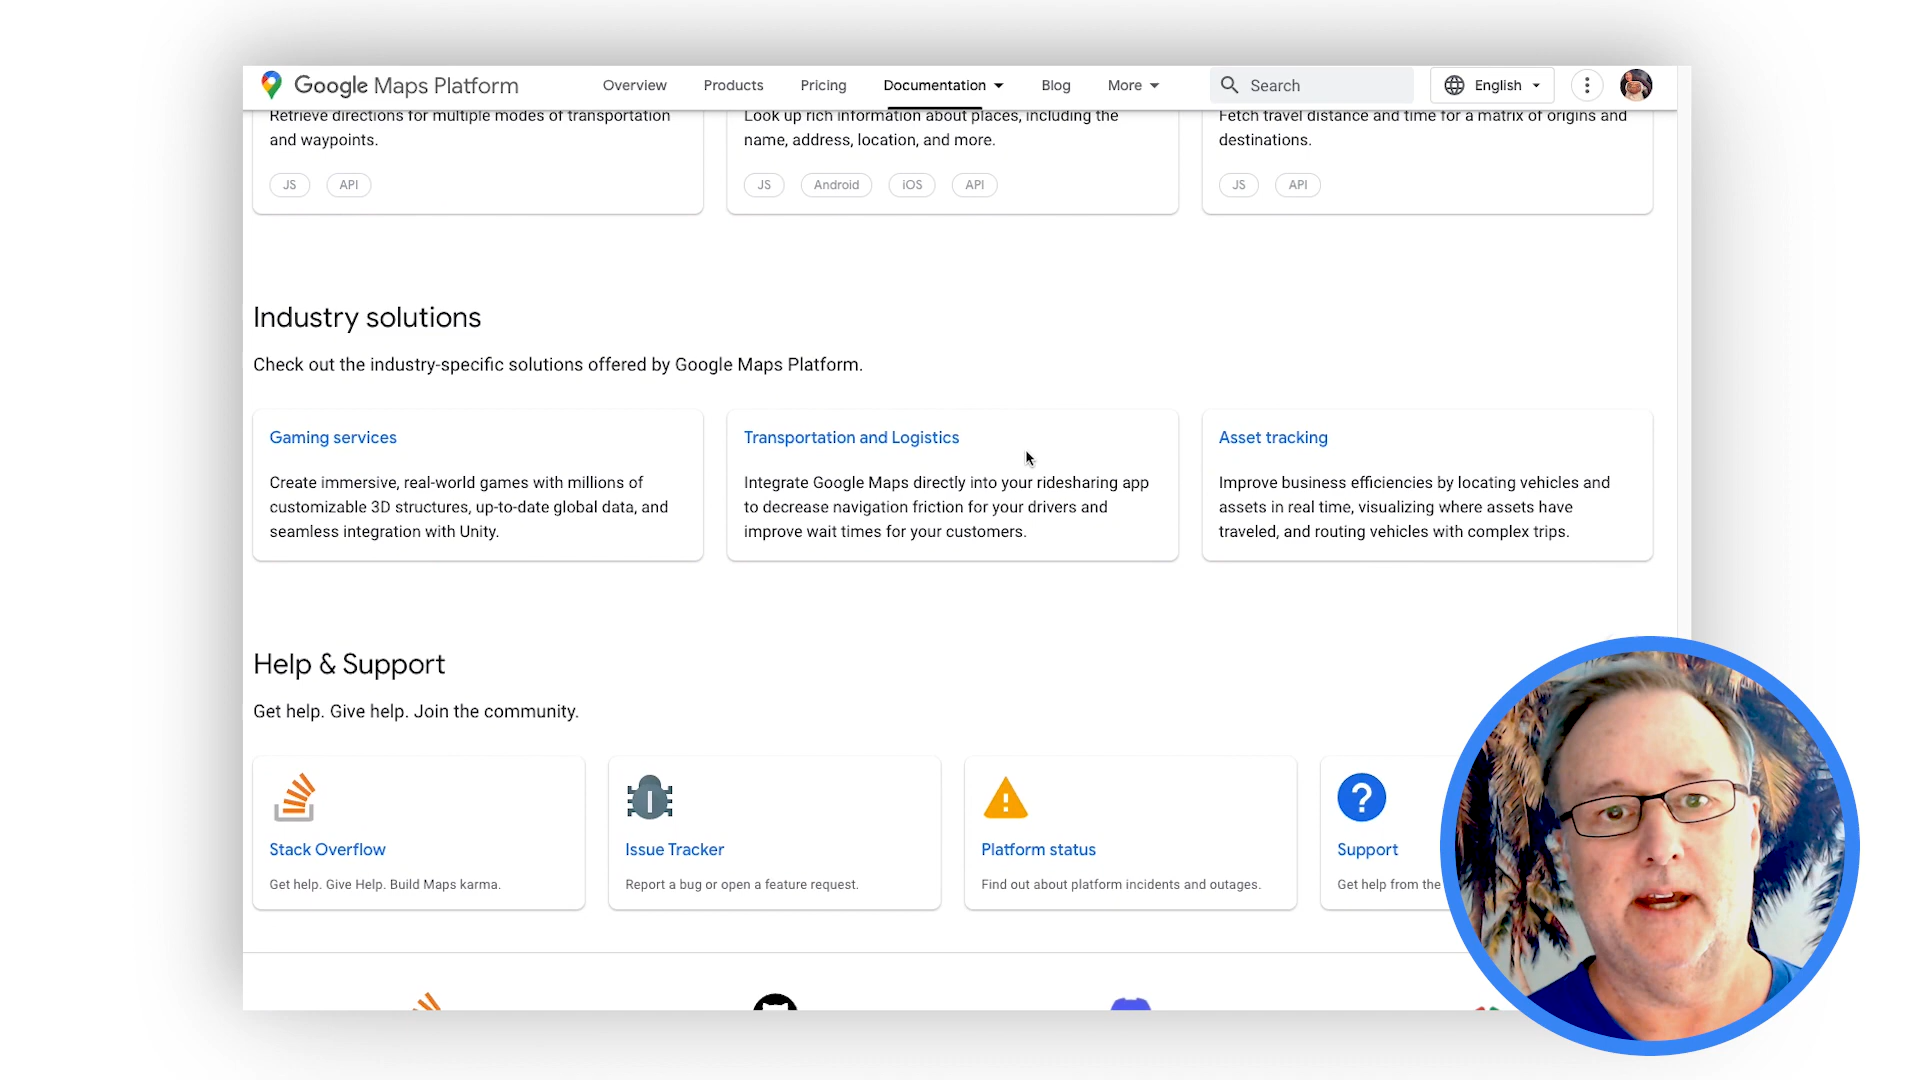 Google Maps Platform
Overview
Products
Pricing
Documentation
Blog
More
Search
English
Retrieve directions for multiple modes of transportation
and waypoints.
JS
API
Look up rich information about places, including the
name, address, location, and more.
JS
Android
iOS
API
Fetch travel distance and time for a matrix of origins and
destinations.
JS
API
Industry solutions
Check out the industry-specific solutions offered by Google Maps Platform.
Gaming services
Create immersive, real-world games with millions of
customizable 3D structures, up-to-date global data, and
seamless integration with Unity.
Transportation and Logistics
Integrate Google Maps directly into your ridesharing app
to decrease navigation friction for your drivers and
improve wait times for your customers.
Asset tracking
Improve business efficiencies by locating vehicles and
assets in real time, visualizing where assets have
traveled, and routing vehicles with complex trips.
Help & Support
Get help. Give help. Join the community.
Stack Overflow
Get help. Give Help. Build Maps karma.
Issue Tracker
Report a bug or open a feature request.
Platform status
Find out about platform incidents and outages.
Support
Get help from the